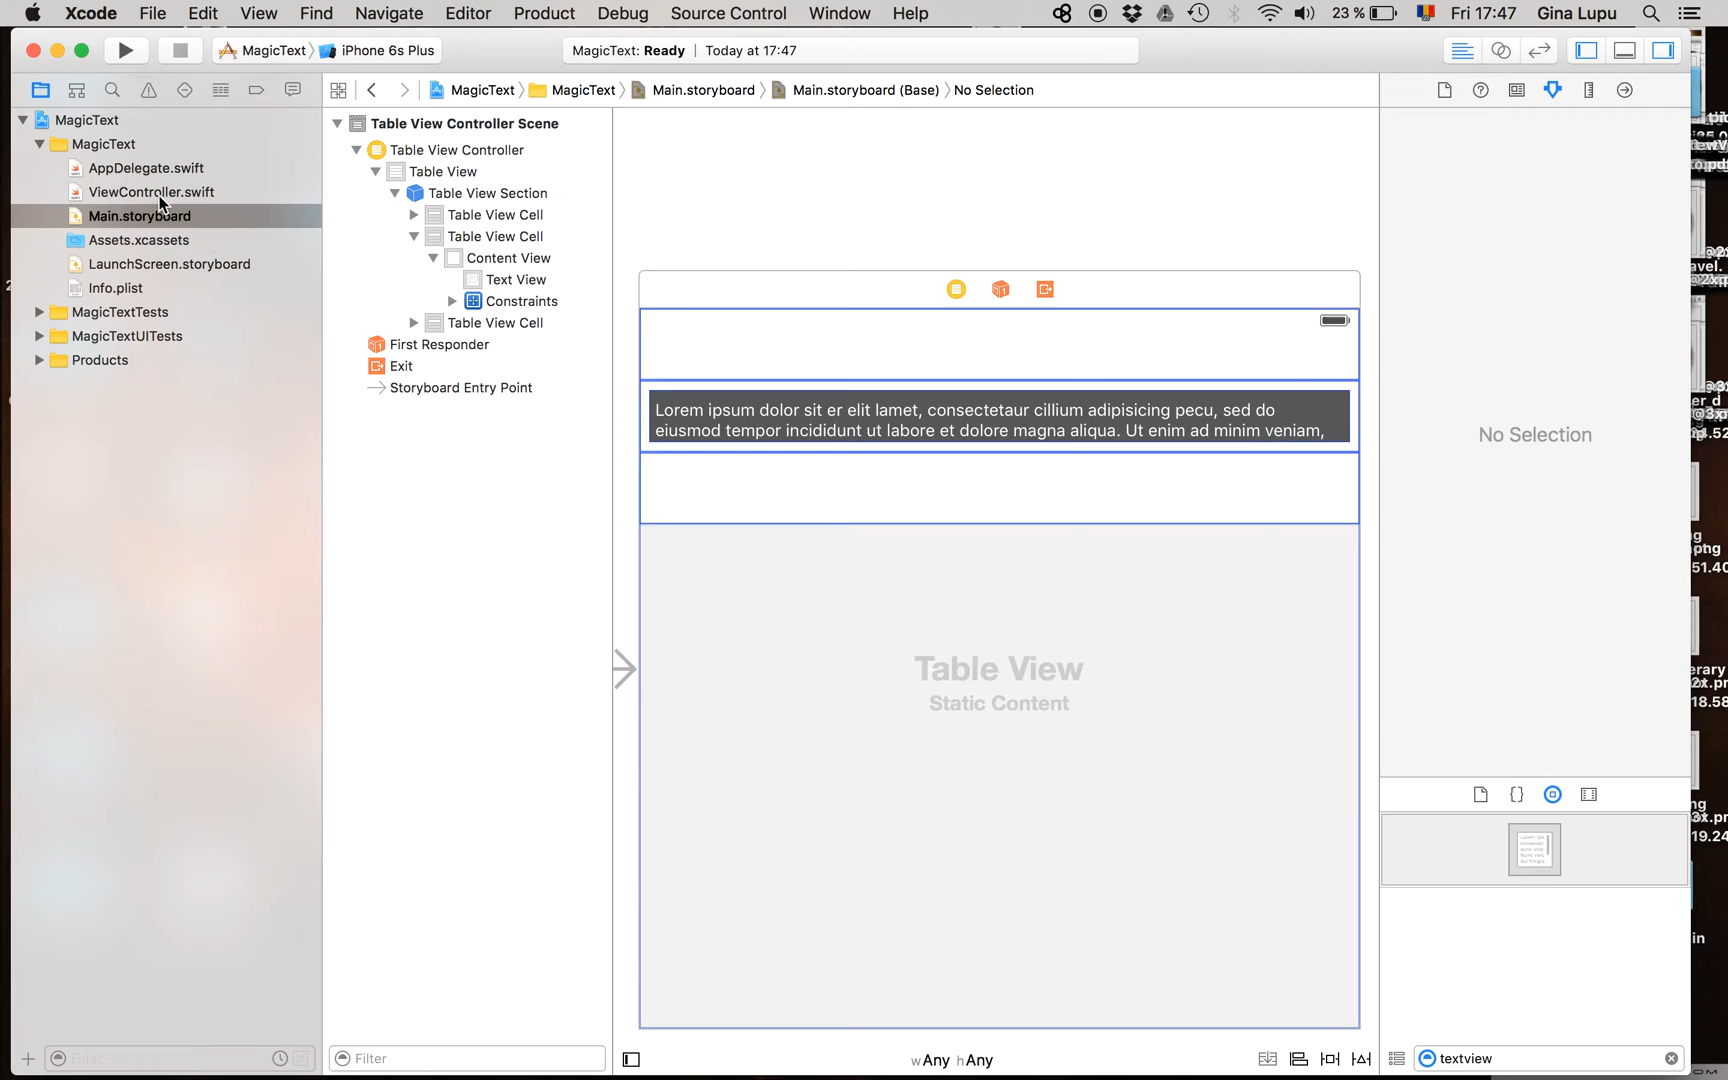 Xcode File Edit View Find Navigate Editor Product Debug Source Control Window Help 23 % Fri 17:47 Gina Lupu
MagicText iPhone 6s Plus MagicText: Ready Today at 17:47
MagicText MagicText Main.storyboard Main.storyboard (Base) No Selection
MagicText
MagicText
AppDelegate.swift
ViewController.swift
Main.storyboard
Assets.xcassets
LaunchScreen.storyboard
Info.plist
MagicTextTests
MagicTextUITests
Products
Table View Controller Scene
Table View Controller
Table View
Table View Section
Table View Cell
Table View Cell
Content View
Text View
Constraints
Table View Cell
First Responder
Exit
Storyboard Entry Point
Lorem ipsum dolor sit er elit lamet, consectetaur cillium adipisicing pecu, sed do
eiusmod tempor incididunt ut labore et dolore magna aliqua. Ut enim ad minim veniam,
Table View
Static Content
No Selection
Filter
Filter
wAny hAny
textview